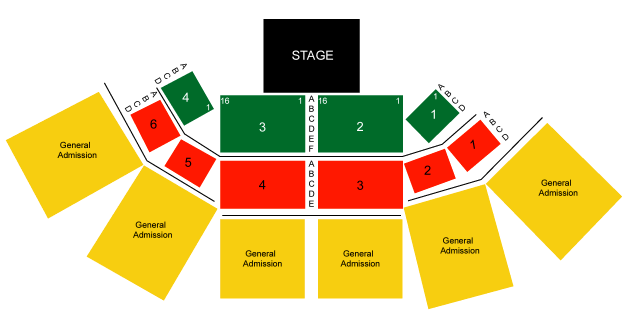 STAGE
A
B
C
D
4
1
16
1
3
A
B
C
D
E
F
16
1
2
1
1
A
B
C
D
A
B
C
D
6
5
4
A
B
C
D
E
3
2
1
A
B
C
D
General
Admission
General
Admission
General
Admission
General
Admission
General
Admission
General
Admission